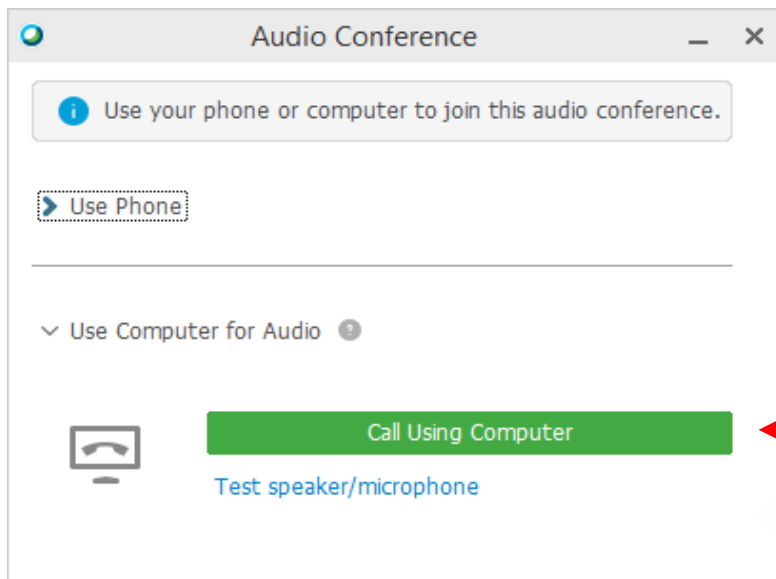 Audio Conference
Use your phone or computer to join this audio conference.
Use Phone
Use Computer for Audio ?
Call Using Computer
Test speaker/microphone